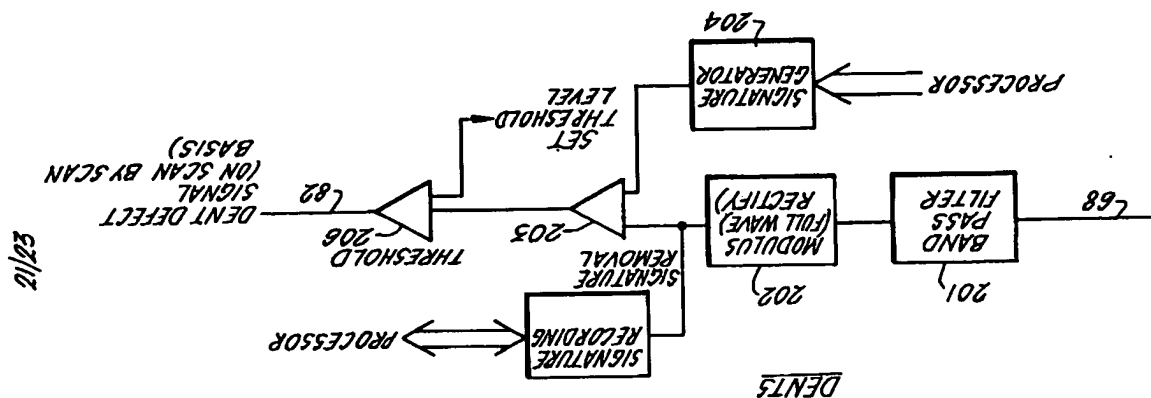 DENTS
SIGNATURE
RECORDING
PROCESSOR
201
BAND
PASS
FILTER
68
202
MODULUS
(FULL WAVE)
RECTIFY)
SIGNATURE
REMOVAL
203
THRESHOLD
206
82
DENT DEFECT
SIGNAL
(ON SCAN BY SCAN
BASIS)
SET
THRESHOLD
LEVEL
PROCESSOR
SIGNATURE
GENERATOR
204
21/23